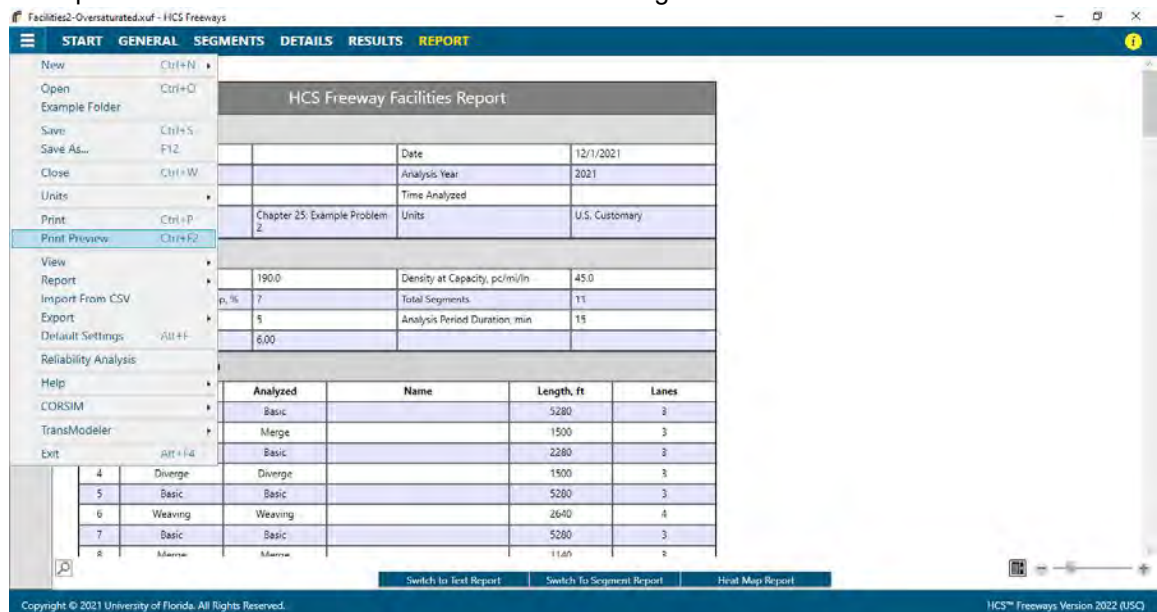 Facilities2-Oversaturated.xuf - HCS Freeways
START GENERAL SEGMENTS DETAILS RESULTS REPORT
New Ctrl+N
Open Ctrl+O
Example Folder
Save Ctrl+S
Save As... F12
Close Ctrl+W
Units
Print Ctrl+P
Print Preview Ctrl+F2
View
Report
Import From CSV
Export
Default Settings Alt+F
Reliability Analysis
Help
CORSIM
TransModeler
Exit Alt+F4
HCS Freeway Facilities Report
Date 12/1/2021
Analysis Year 2021
Time Analyzed
Chapter 25: Example Problem 2 Units U.S. Customary
190.0 Density at Capacity, pc/mi/ln 45.0
p, % 7 Total Segments 11
5 Analysis Period Duration, min 15
6.00
Analyzed Name Length, ft Lanes
Basic 5280 3
Merge 1500 3
Basic 2280 3
4 Diverge Diverge 1500 3
5 Basic Basic 5280 3
6 Weaving Weaving 2640 4
7 Basic Basic 5280 3
8 Merge Merge 1140 3
Switch to Text Report Switch To Segment Report Heat Map Report
Copyright © 2021 University of Florida. All Rights Reserved. HCS™ Freeways Version 2022 (USC)